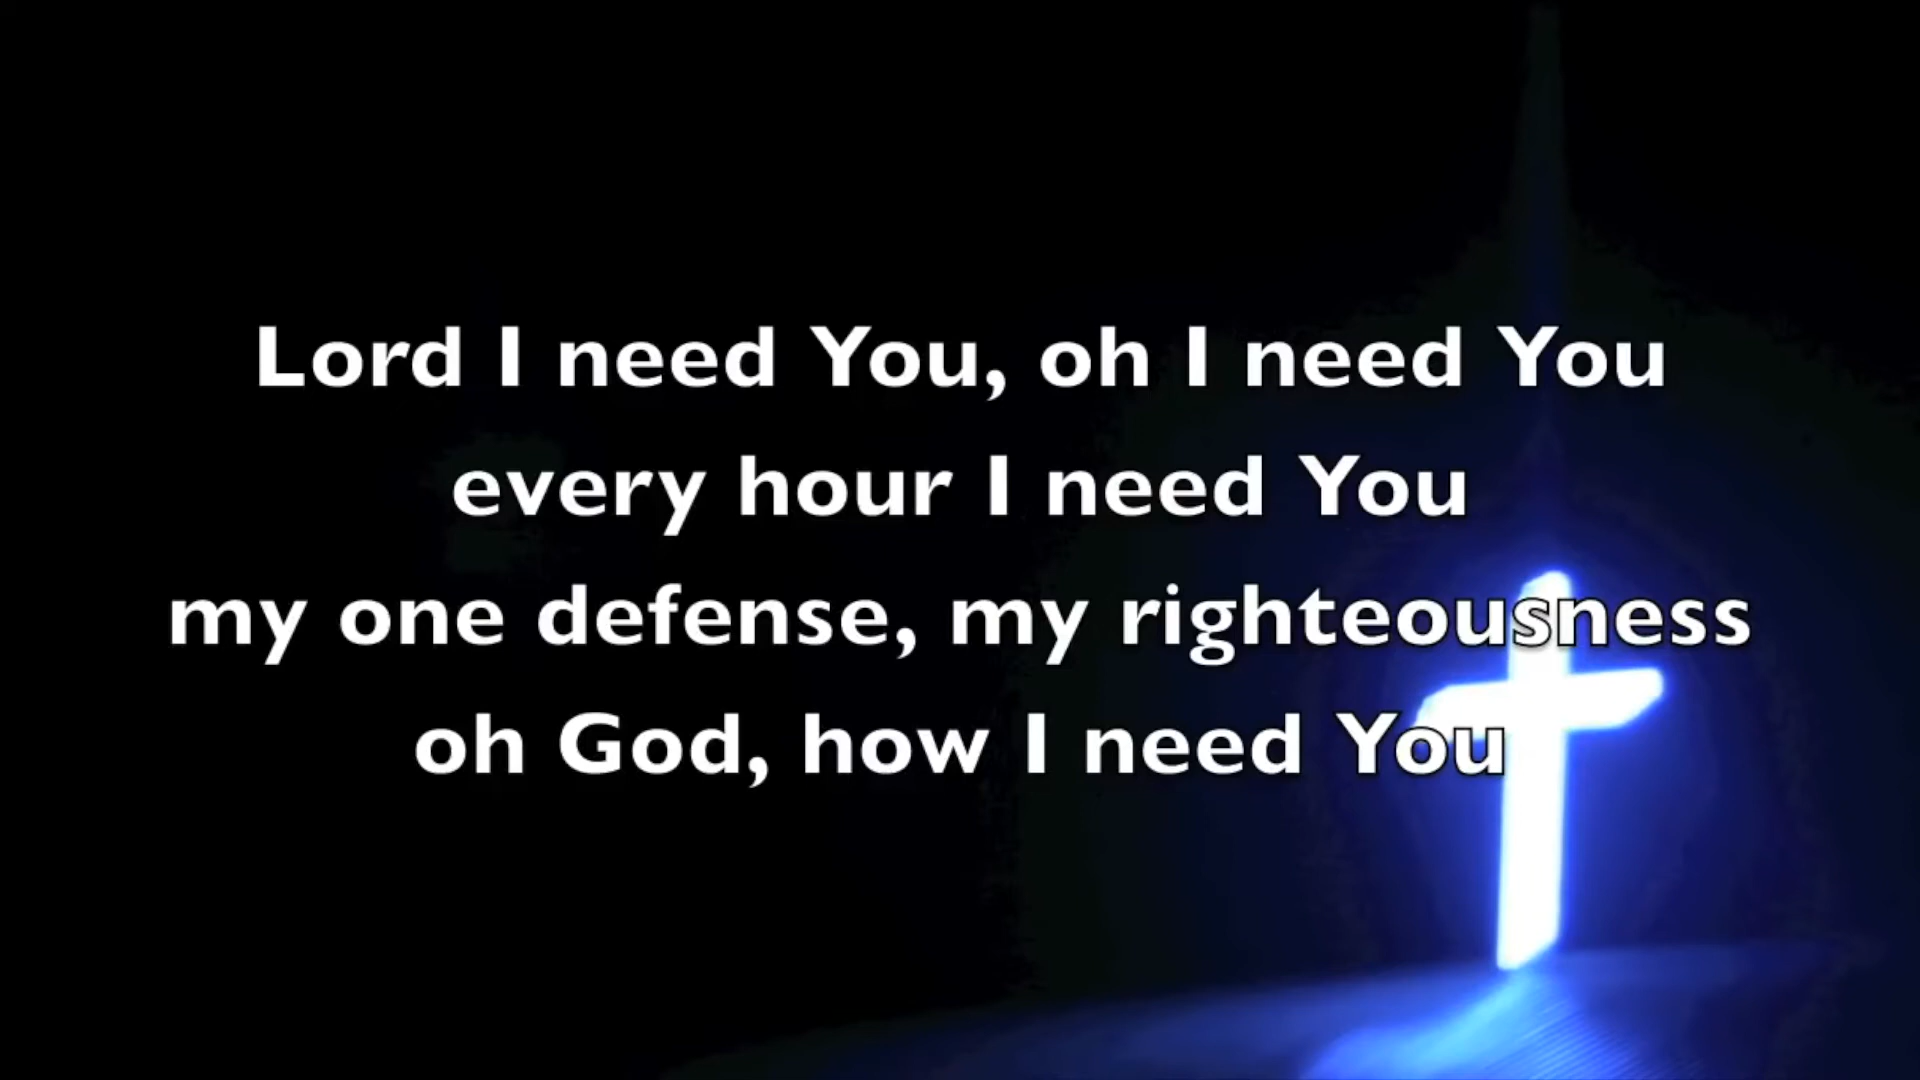 Lord I need You, oh I need You
every hour I need You
my one defense, my righteousness
oh God, how I need You